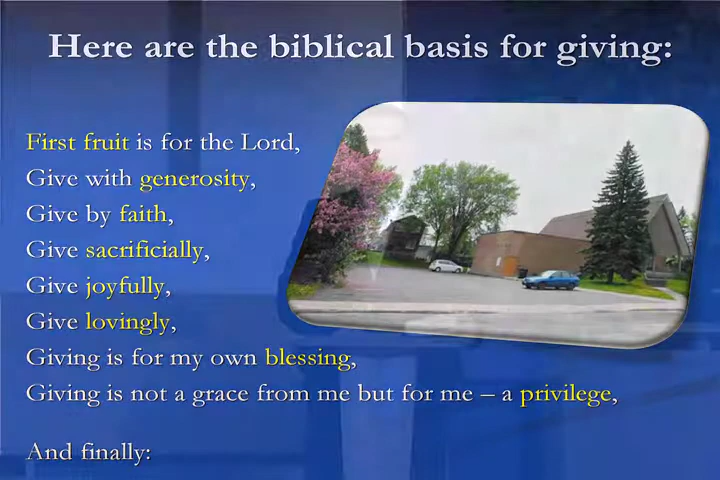 Here are the biblical basis for giving:
First fruit is for the Lord,
Give with generosity,
Give by faith,
Give sacrificially,
Give joyfully,
Give lovingly,
Giving is for my own blessing,
Giving is not a grace from me but for me – a privilege,
And finally: